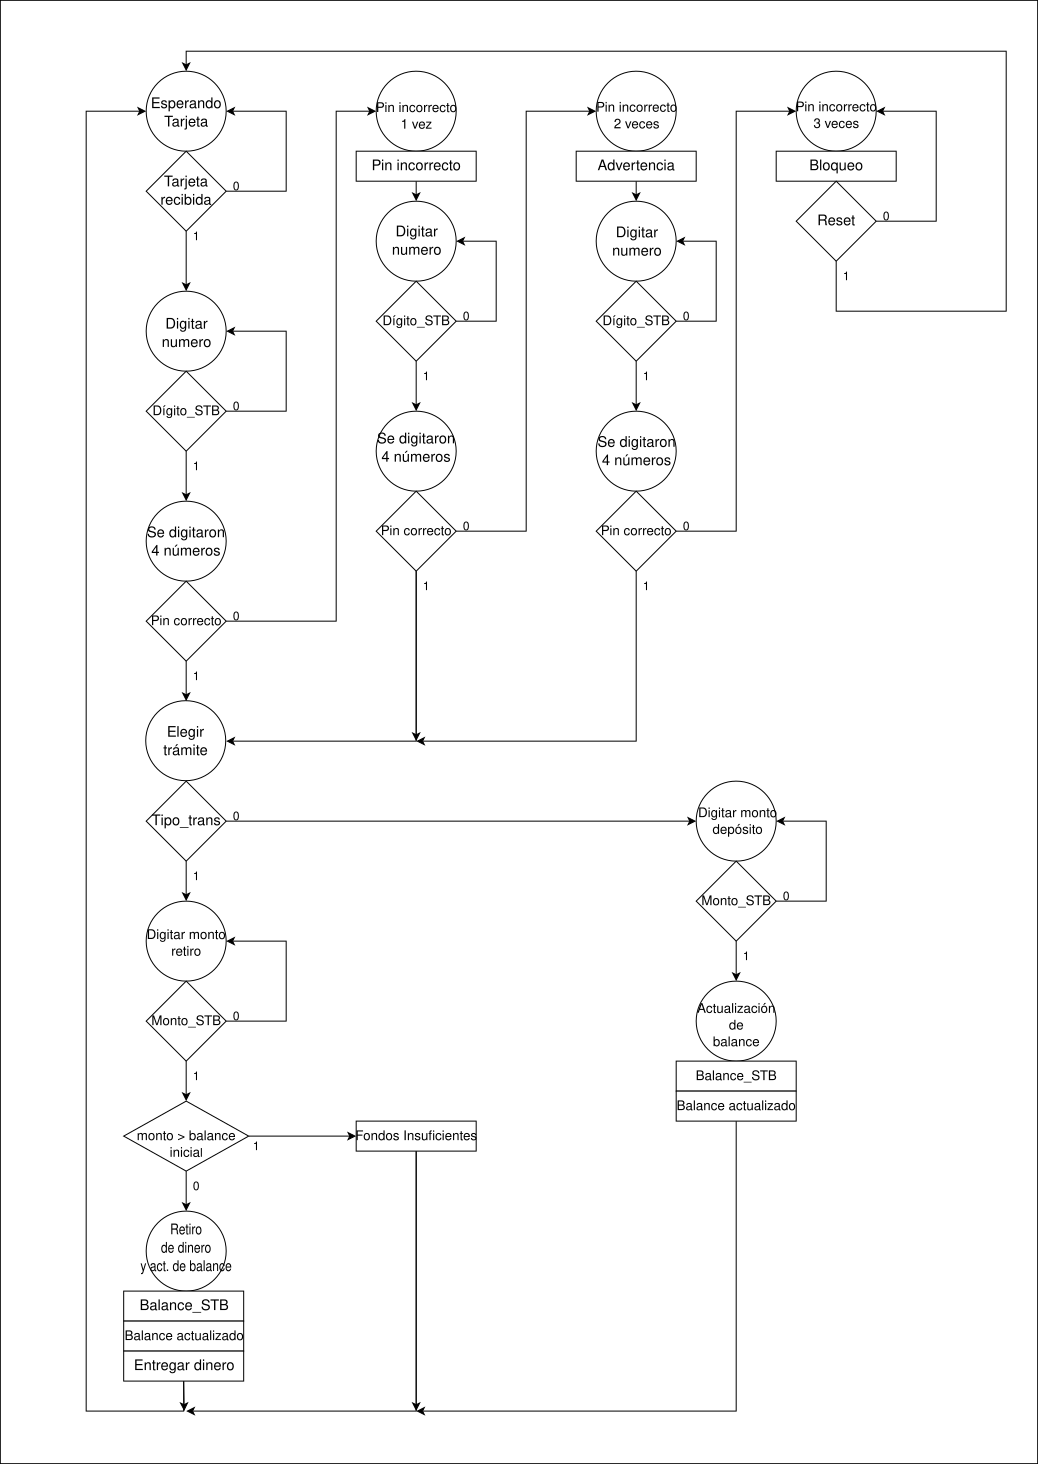 Esperando
Tarjeta
Tarjeta
recibida
0
1
Digitar
numero
Dígito_STB
0
1
Se digitaron
4 números
Pin correcto
0
1
Pin incorrecto
1 vez
Pin incorrecto
Digitar
numero
Dígito_STB
0
1
Se digitaron
4 números
Pin correcto
0
1
Pin incorrecto
2 veces
Advertencia
Digitar
numero
Dígito_STB
0
1
Se digitaron
4 números
Pin correcto
0
1
Pin incorrecto
3 veces
Bloqueo
Reset
0
1
Elegir
trámite
Tipo_trans
0
1
Digitar monto
retiro
Monto_STB
0
1
monto > balance
inicial
1
0
Fondos Insuficientes
Retiro
de dinero
y act. de balance
Balance_STB
Balance actualizado
Entregar dinero
Digitar monto
depósito
Monto_STB
0
1
Actualización
de
balance
Balance_STB
Balance actualizado